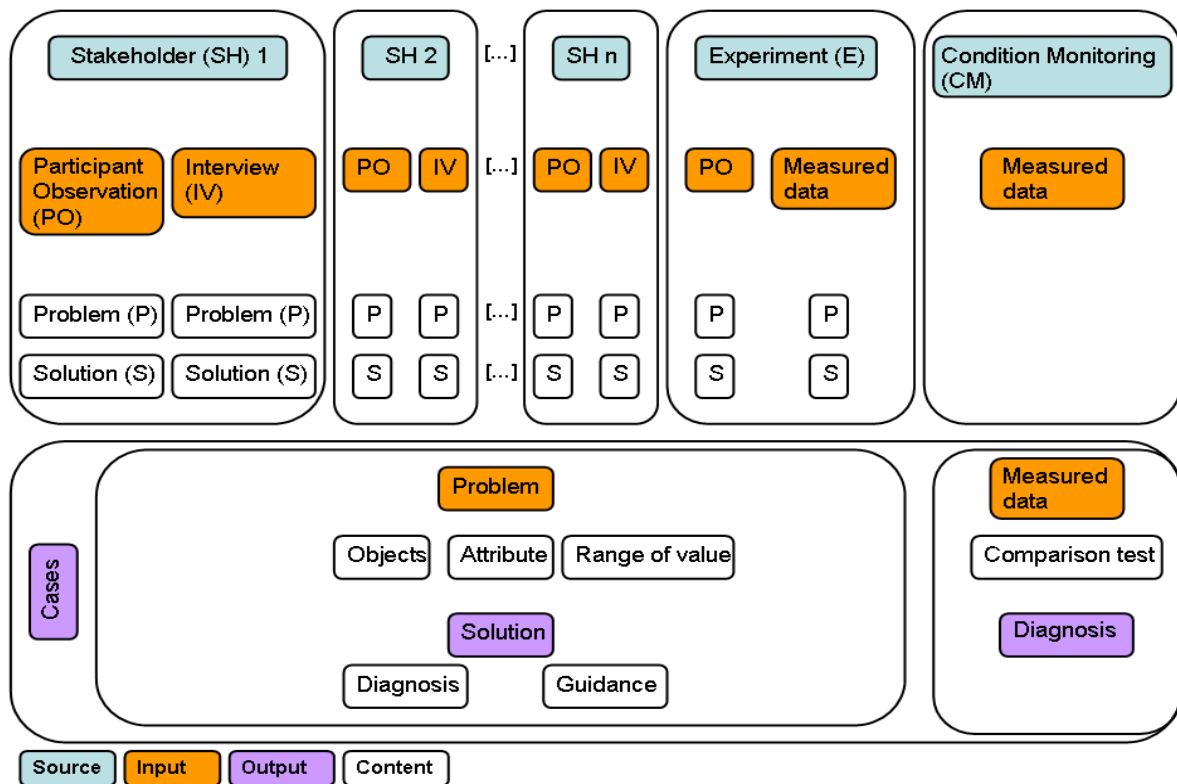 Stakeholder (SH) 1
SH 2
[...]
SH n
Experiment (E)
Condition Monitoring
(CM)
Participant
Observation
(PO)
Interview
(IV)
PO
IV
[...]
PO
IV
PO
Measured
data
Measured
data
Problem (P)
Problem (P)
P
P
[...]
P
P
P
P
Solution (S)
Solution (S)
S
S
[...]
S
S
S
S
Cases
Problem
Objects
Attribute
Range of value
Solution
Diagnosis
Guidance
Measured
data
Comparison test
Diagnosis
Source
Input
Output
Content